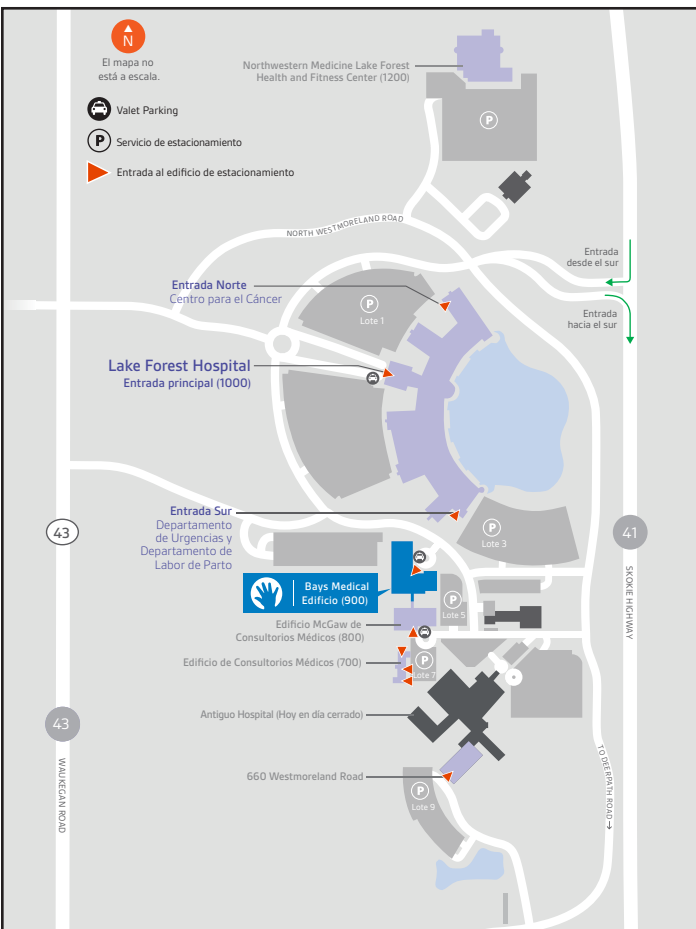 N
El mapa no
está a escala.
Valet Parking
P
Servicio de estacionamiento
Entrada al edificio de estacionamiento
Northwestern Medicine Lake Forest
Health and Fitness Center (1200)
P
NORTH WESTMORELAND ROAD
Entrada
desde el sur
Entrada
hacia el sur
Entrada Norte
Centro para el Cáncer
P
Lote 1
Lake Forest Hospital
Entrada principal (1000)
Entrada Sur
Departamento
de Urgencias y
Departamento de
Labor de Parto
P
Lote 3
43
41
SKOKIE HIGHWAY
Bays Medical
Edificio (900)
P
Lote 5
Edificio McGaw de
Consultorios Médicos (800)
Edificio de Consultorios Médicos (700)
P
Lote 7
Antiguo Hospital (Hoy en día cerrado)
43
WAUKEGAN ROAD
660 Westmoreland Road
P
Lote 9
TO DEERPATH ROAD →